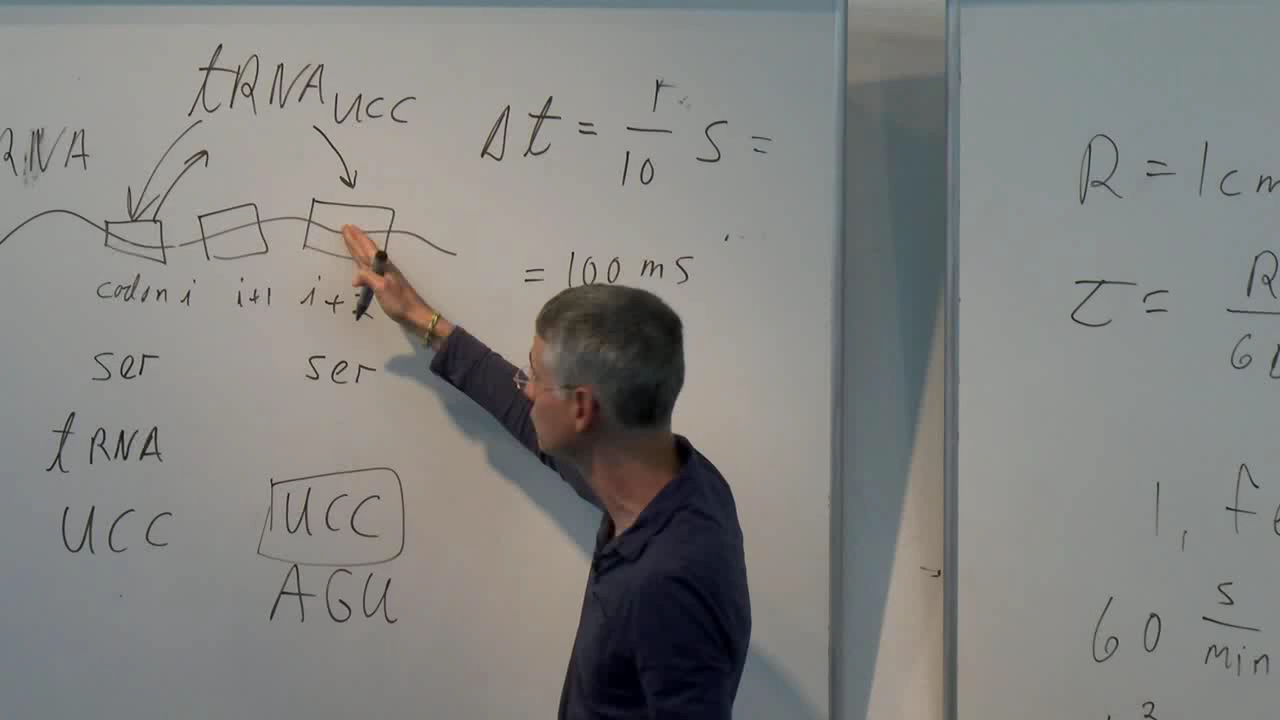 tRNA UCC
RNA
codon i i+1 i+2
ser ser
tRNA
UCC UCC
AGU
Δt = 1/10 s =
= 100 ms
R = 1cm
τ = R
6
1,
60 s/min